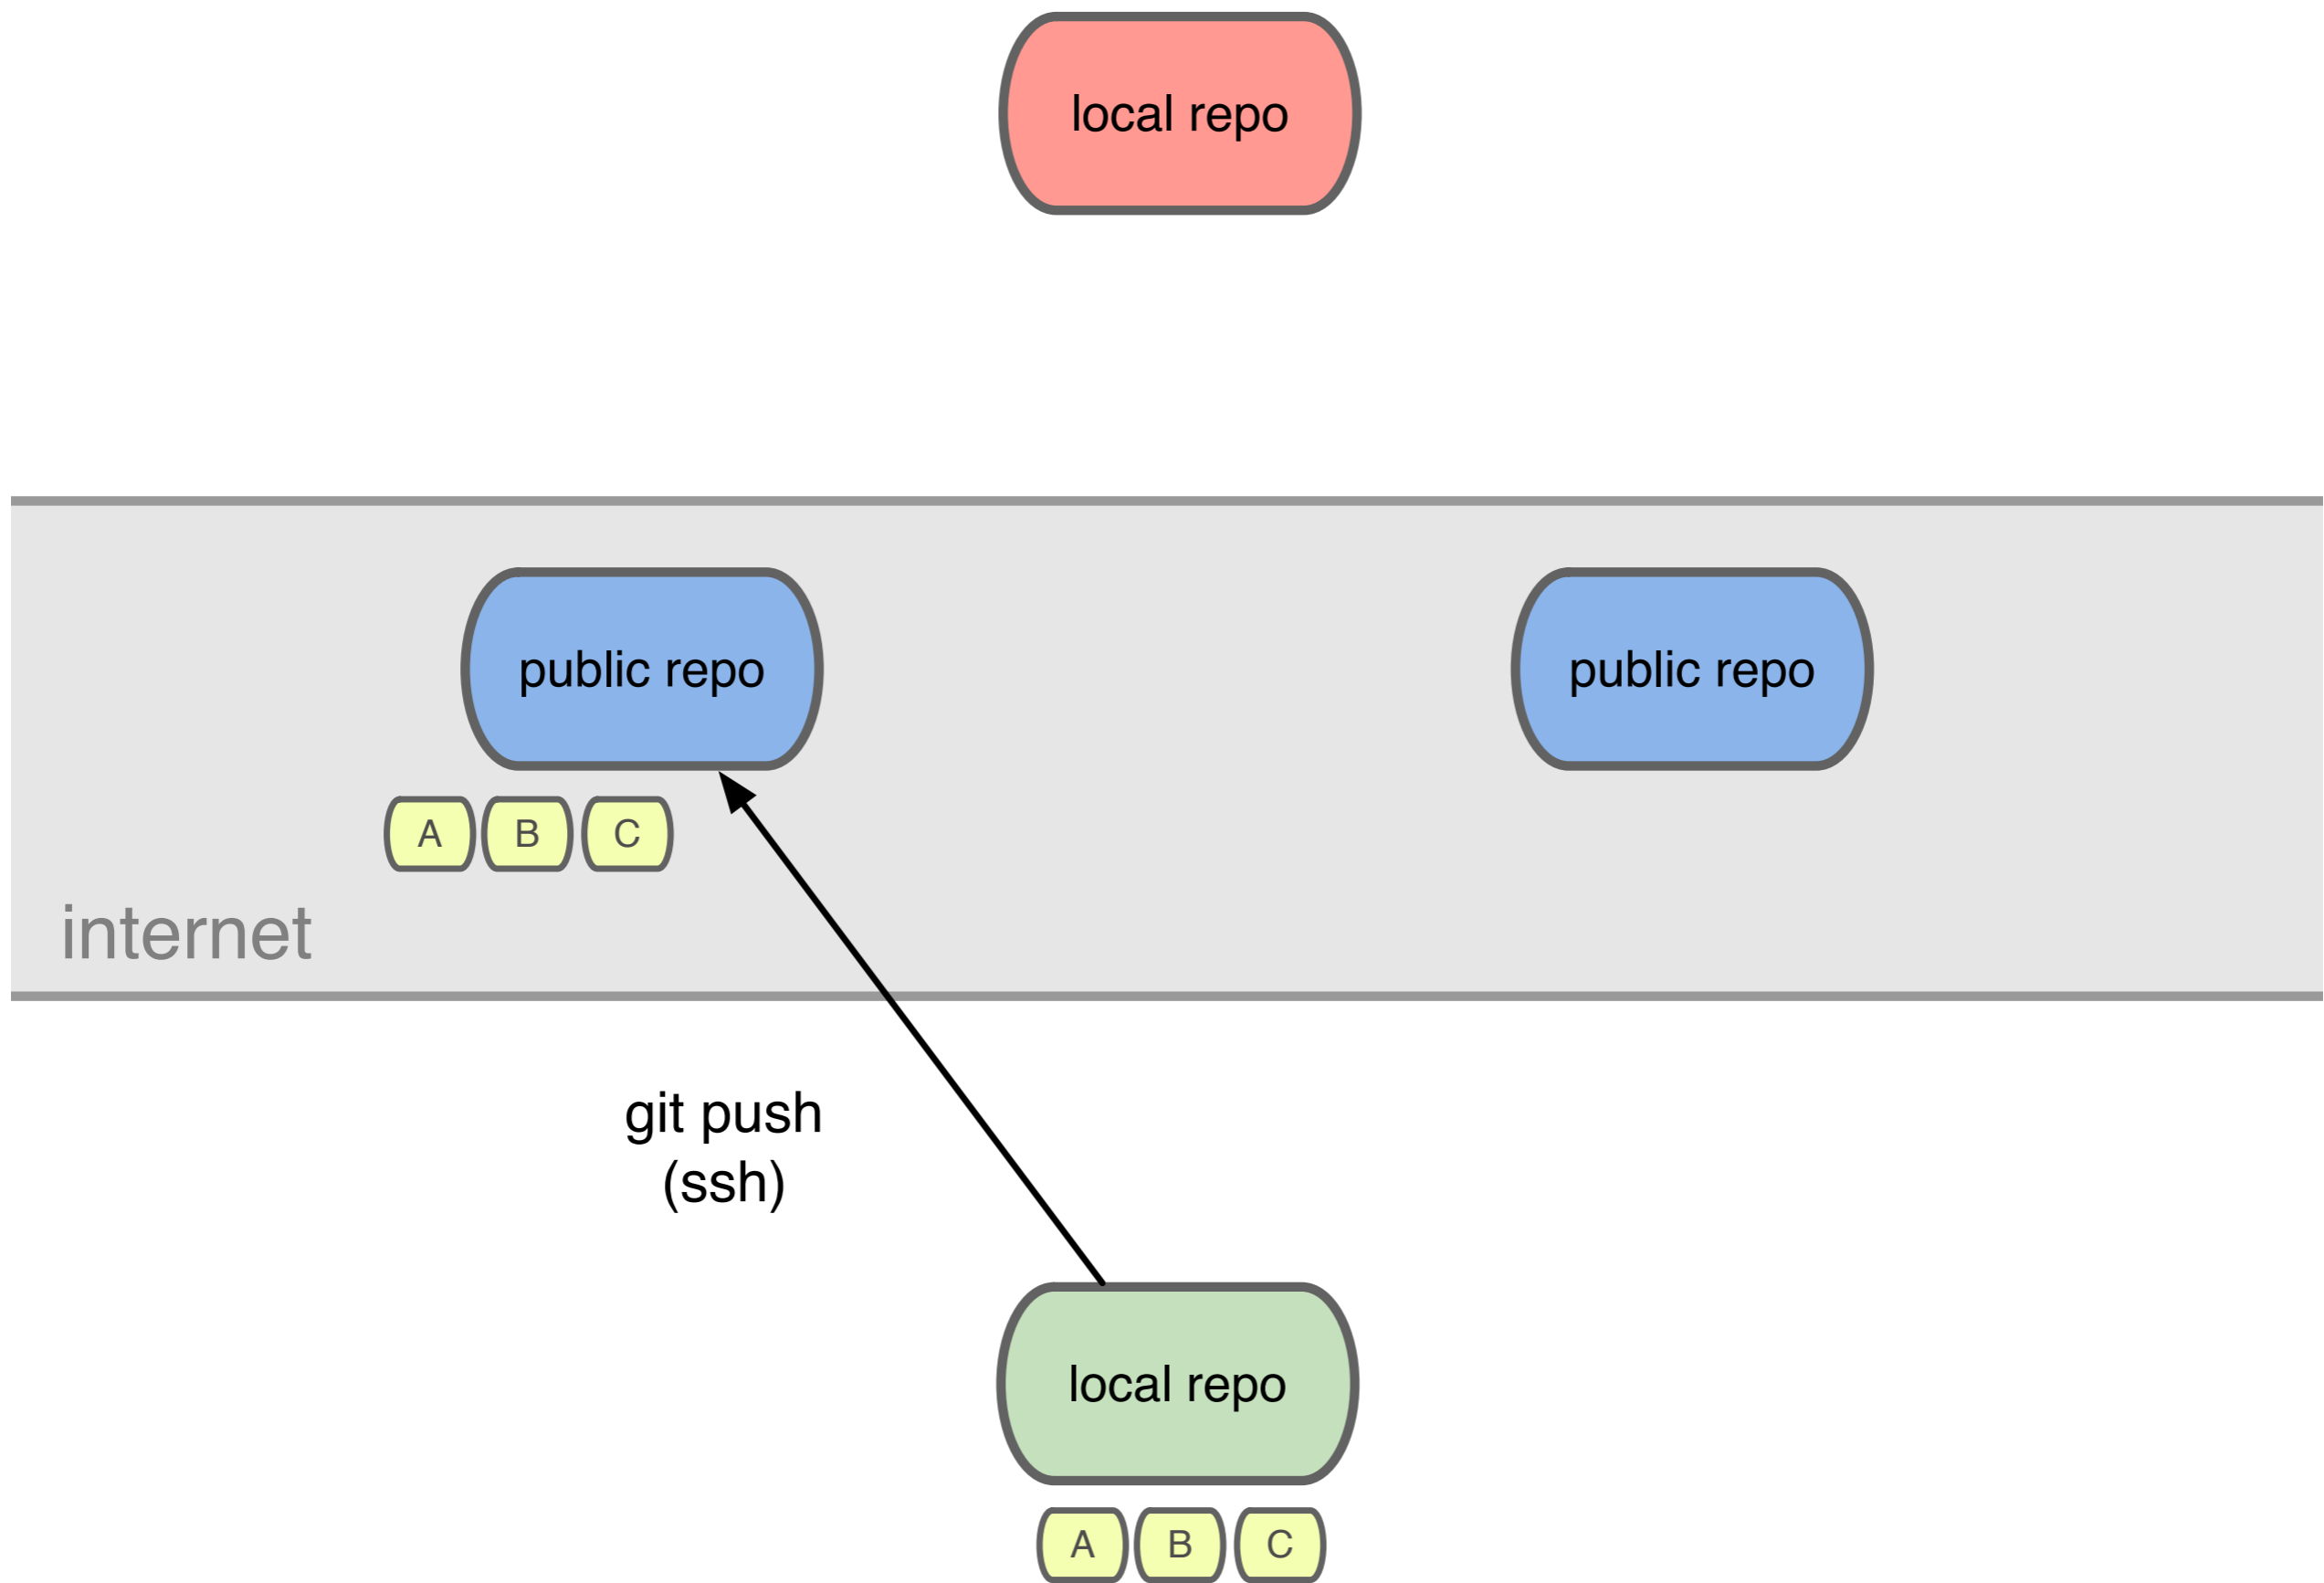 local repo
public repo
public repo
A B C
internet
git push
(ssh)
local repo
A B C